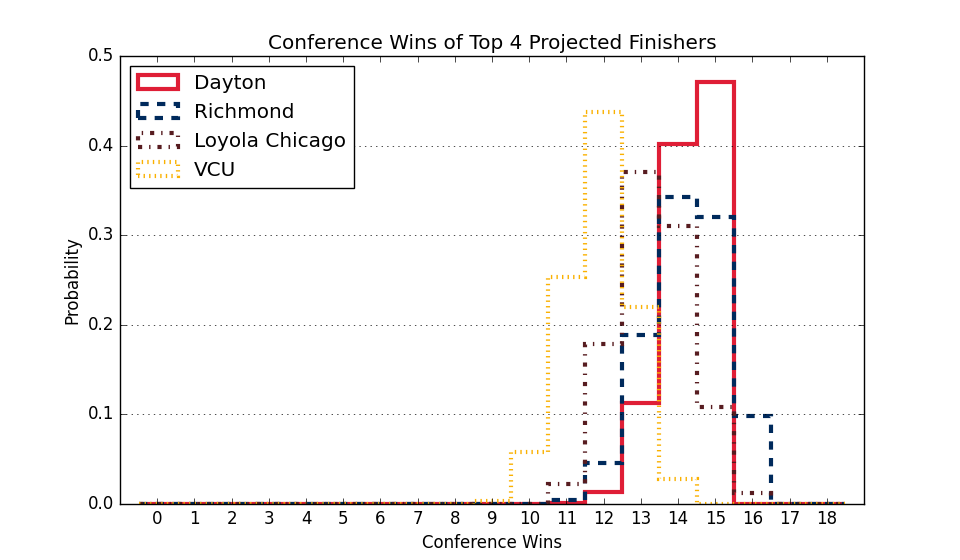 Conference Wins of Top 4 Projected Finishers
0.5
Dayton
Richmond
Loyola Chicago
VCU
0.4
0.3
0.2
0.1
0.0
Probability
0 1 2 3 4 5 6 7 8 9 10 11 12 13 14 15 16 17 18
Conference Wins